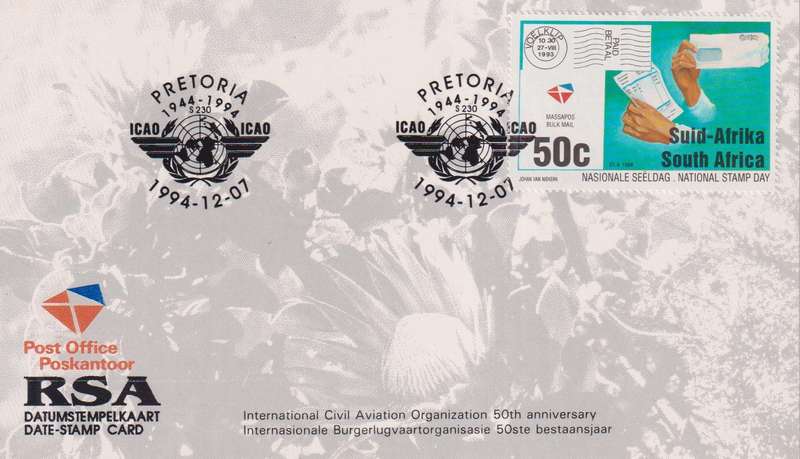 PRETORIA
1944-1994
S 230
ICAO ICAO
1994-12-07
PRETORIA
1944-1994
S 230
ICAO ICAO
1994-12-07
VOELKLIP
10.30
27-VIII
1993
PAID
BETAAL
MASSAPOS
BULK MAIL
50c
Suid-Afrika
South Africa
JOHAN VAN NIEKERK
NASIONALE SEËLDAG . NATIONAL STAMP DAY
Post Office
Poskantoor
RSA
DATUMSTEMPELKAART
DATE-STAMP CARD
International Civil Aviation Organization 50th anniversary
Internasionale Burgerlugvaartorganisasie 50ste bestaansjaar